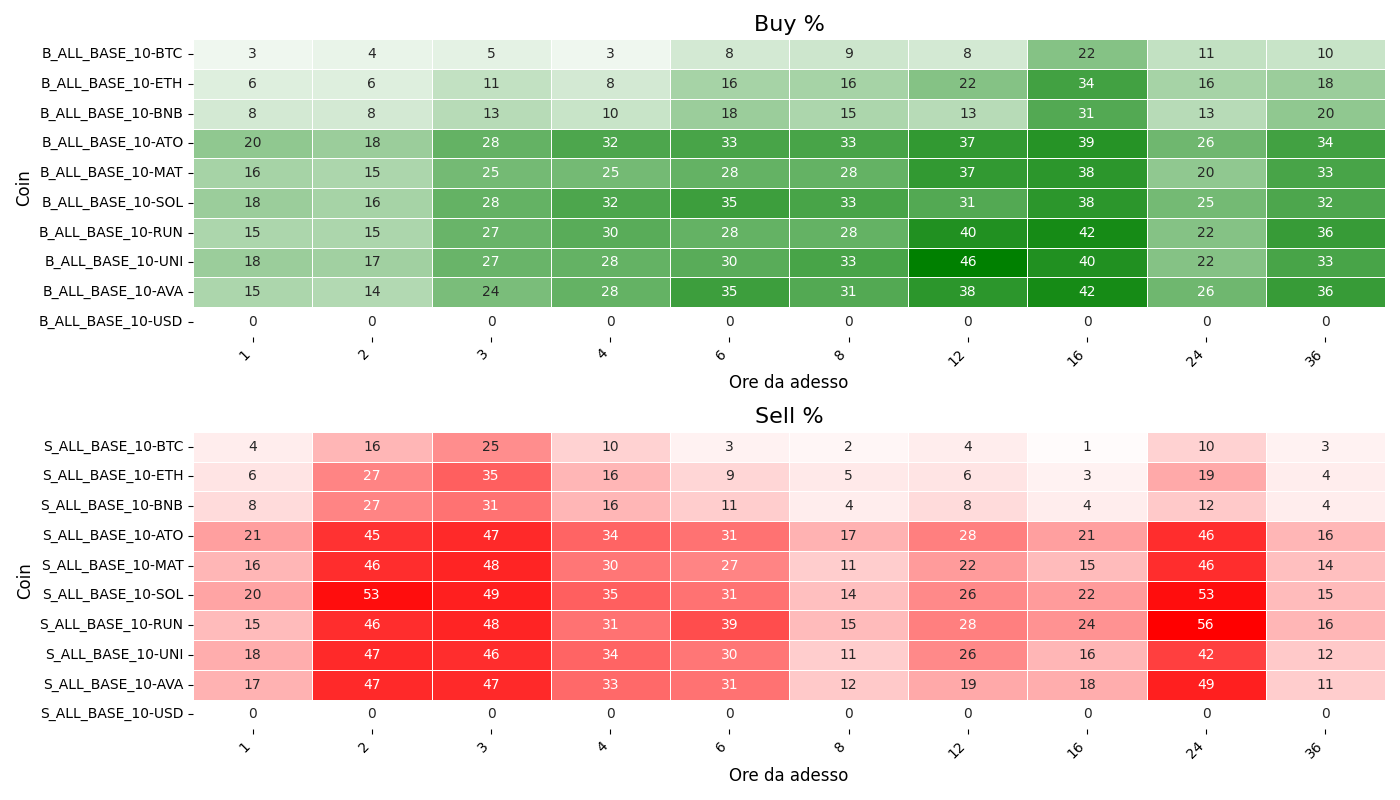 Buy %
Coin
B_ALL_BASE_10-BTC 3 4 5 3 8 9 8 22 11 10
B_ALL_BASE_10-ETH 6 6 11 8 16 16 22 34 16 18
B_ALL_BASE_10-BNB 8 8 13 10 18 15 13 31 13 20
B_ALL_BASE_10-ATO 20 18 28 32 33 33 37 39 26 34
B_ALL_BASE_10-MAT 16 15 25 25 28 28 37 38 20 33
B_ALL_BASE_10-SOL 18 16 28 32 35 33 31 38 25 32
B_ALL_BASE_10-RUN 15 15 27 30 28 28 40 42 22 36
B_ALL_BASE_10-UNI 18 17 27 28 30 33 46 40 22 33
B_ALL_BASE_10-AVA 15 14 24 28 35 31 38 42 26 36
B_ALL_BASE_10-USD 0 0 0 0 0 0 0 0 0 0
1 2 3 4 6 8 12 16 24 36
Ore da adesso
Sell %
Coin
S_ALL_BASE_10-BTC 4 16 25 10 3 2 4 1 10 3
S_ALL_BASE_10-ETH 6 27 35 16 9 5 6 3 19 4
S_ALL_BASE_10-BNB 8 27 31 16 11 4 8 4 12 4
S_ALL_BASE_10-ATO 21 45 47 34 31 17 28 21 46 16
S_ALL_BASE_10-MAT 16 46 48 30 27 11 22 15 46 14
S_ALL_BASE_10-SOL 20 53 49 35 31 14 26 22 53 15
S_ALL_BASE_10-RUN 15 46 48 31 39 15 28 24 56 16
S_ALL_BASE_10-UNI 18 47 46 34 30 11 26 16 42 12
S_ALL_BASE_10-AVA 17 47 47 33 31 12 19 18 49 11
S_ALL_BASE_10-USD 0 0 0 0 0 0 0 0 0 0
1 2 3 4 6 8 12 16 24 36
Ore da adesso